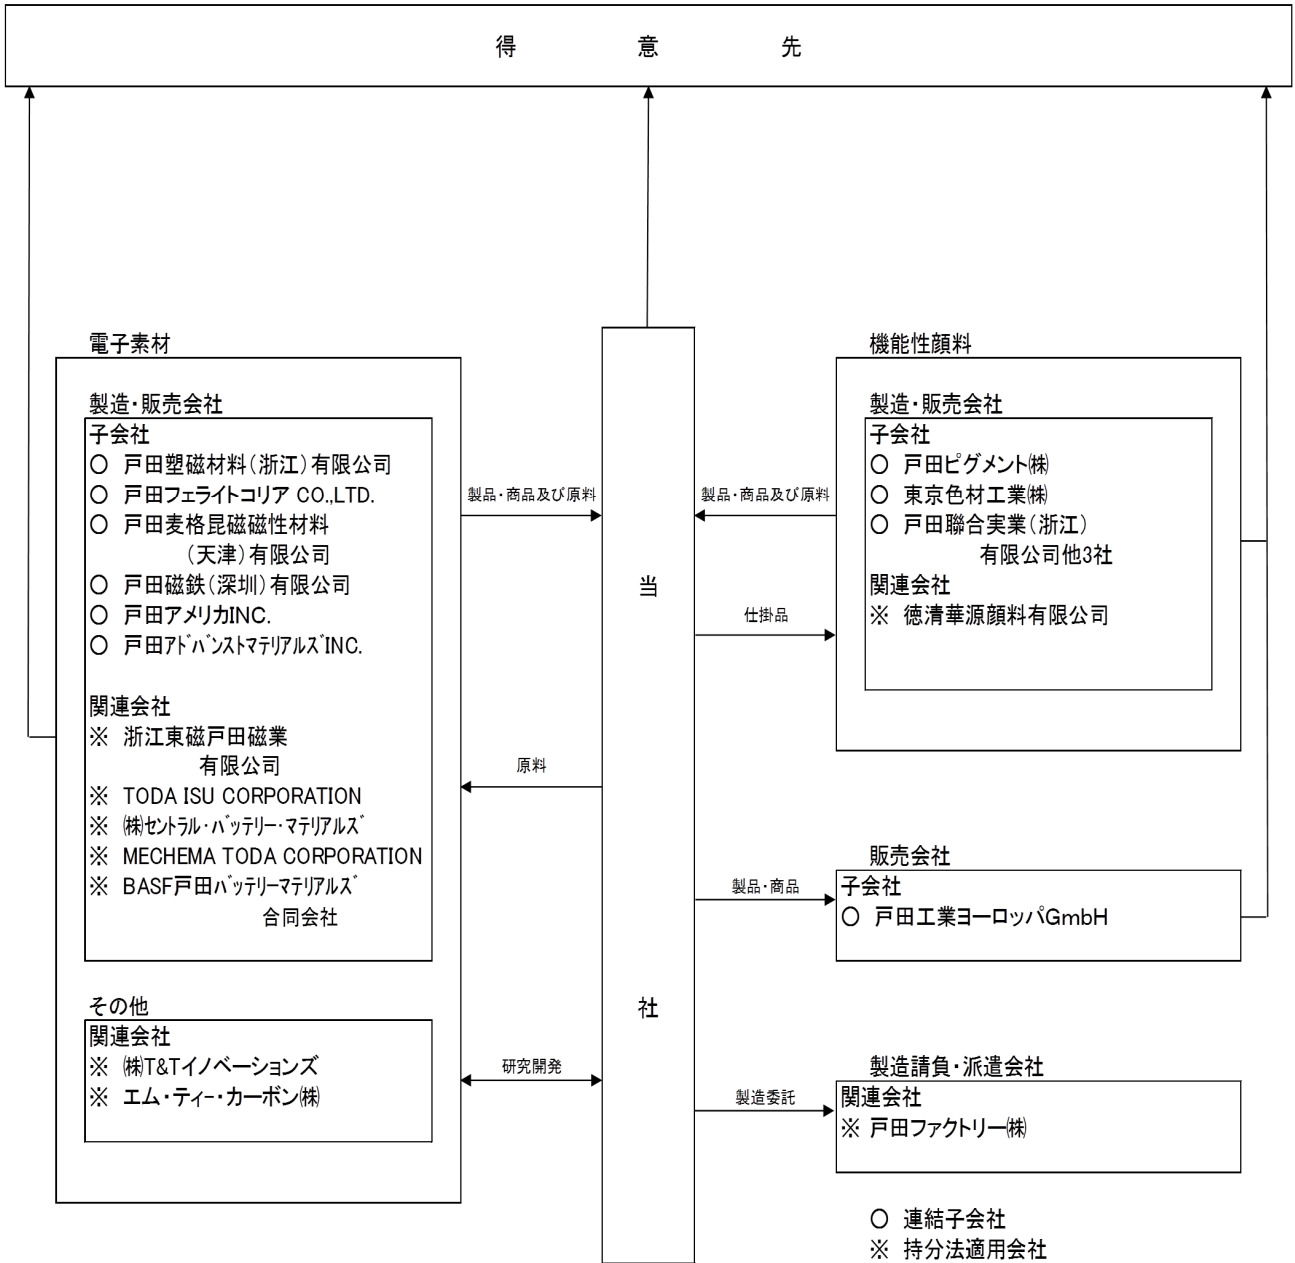 得意先
電子素材
製造・販売会社
子会社
○ 戸田塑磁材料(浙江)有限公司
○ 戸田フェライトコリア CO.,LTD.
○ 戸田麦格昆磁磁性材料
(天津)有限公司
○ 戸田磁鉄(深圳)有限公司
○ 戸田アメリカINC.
○ 戸田アドバンストマテリアルズINC.
関連会社
※ 浙江東磁戸田磁業
有限公司
※ TODA ISU CORPORATION
※ ㈱セントラル・バッテリー・マテリアルズ
※ MECHEMA TODA CORPORATION
※ BASF戸田バッテリーマテリアルズ
合同会社
その他
関連会社
※ ㈱T&Tイノベーションズ
※ エム・ティー・カーボン㈱
製品・商品及び原料
原料
研究開発
当社
製品・商品及び原料
仕掛品
製品・商品
製造委託
機能性顔料
製造・販売会社
子会社
○ 戸田ピグメント㈱
○ 東京色材工業㈱
○ 戸田聯合実業(浙江)
有限公司他3社
関連会社
※ 徳清華源顔料有限公司
販売会社
子会社
○ 戸田工業ヨーロッパGmbH
製造請負・派遣会社
関連会社
※ 戸田ファクトリー㈱
○ 連結子会社
※ 持分法適用会社